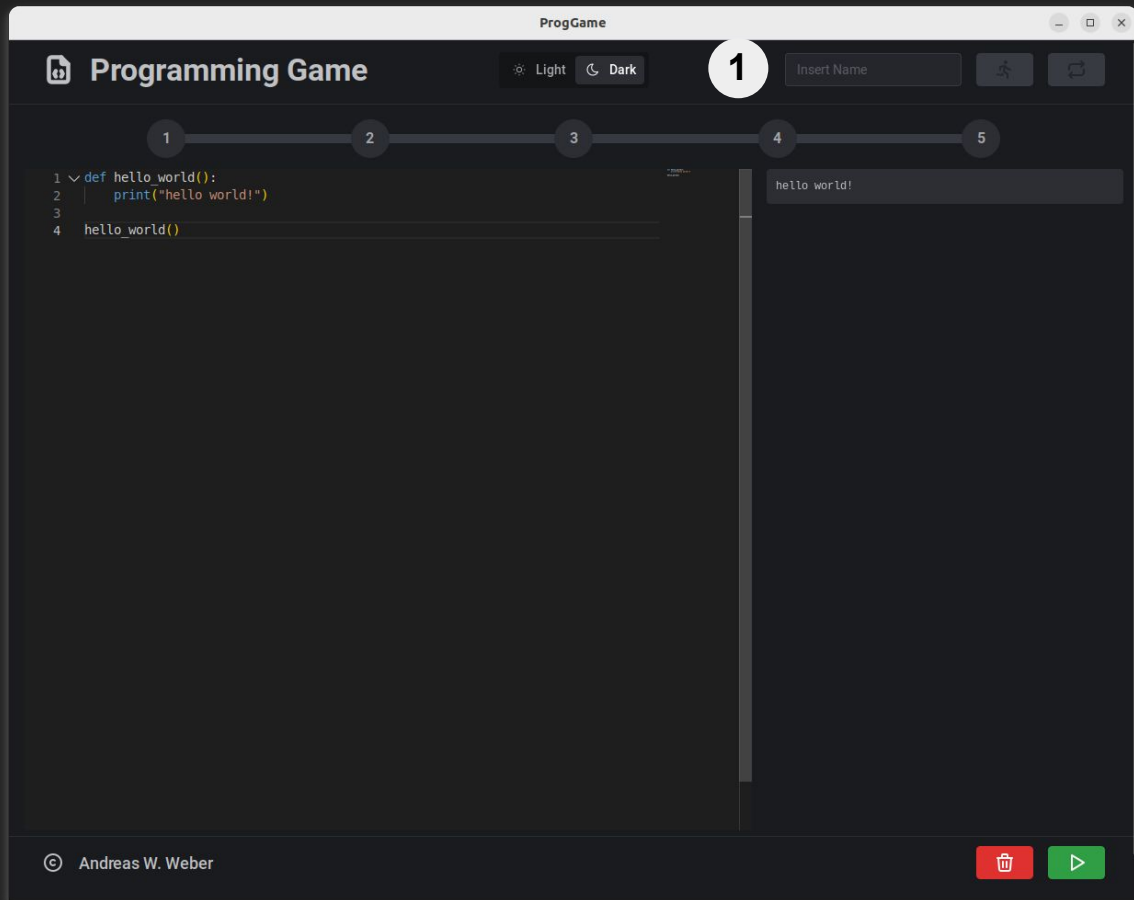 ProgGame
Programming Game
Light
Dark
1
Insert Name
1
2
3
4
5
1 def hello_world():
2     print("hello world!")
3
4 hello_world()
hello world!
Andreas W. Weber